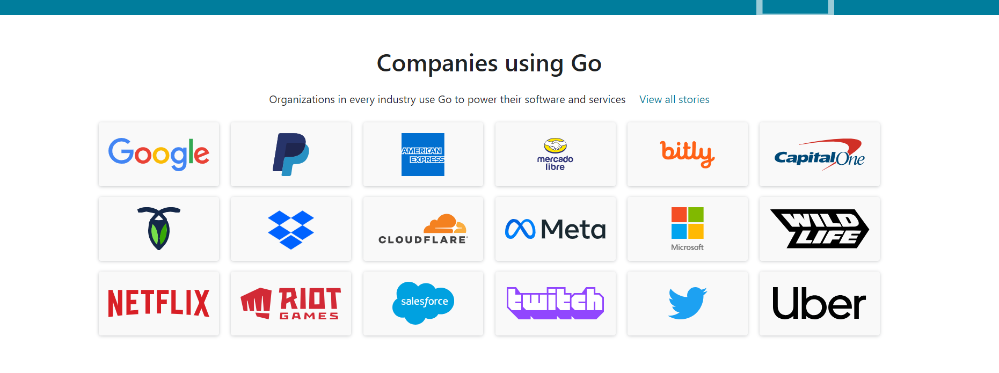 Companies using Go
Organizations in every industry use Go to power their software and services View all stories
Google
AMERICAN
EXPRESS
mercado
libre
bitly
CapitalOne
CLOUDFLARE
Meta
Microsoft
WILD
LIFE
NETFLIX
RIOT
GAMES
salesforce
twitch
Uber